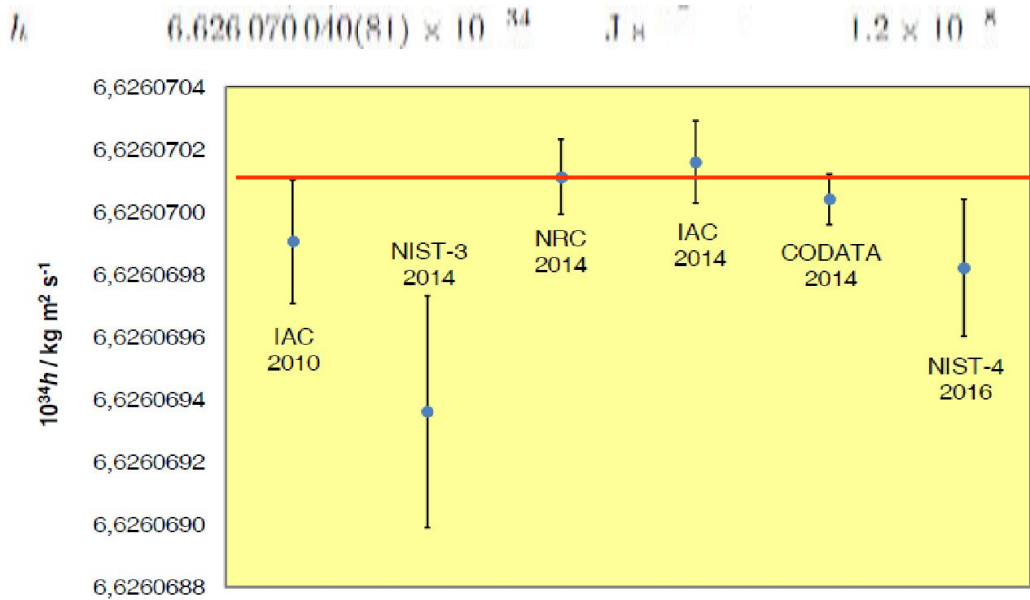 h 6.626 070 040(81) × 10 34 J s 1.2 × 10 8
6,6260704
6,6260702
6,6260700
6,6260698
6,6260696
6,6260694
6,6260692
6,6260690
6,6260688
10³⁴h / kg m² s⁻¹
IAC
2010
NIST-3
2014
NRC
2014
IAC
2014
CODATA
2014
NIST-4
2016